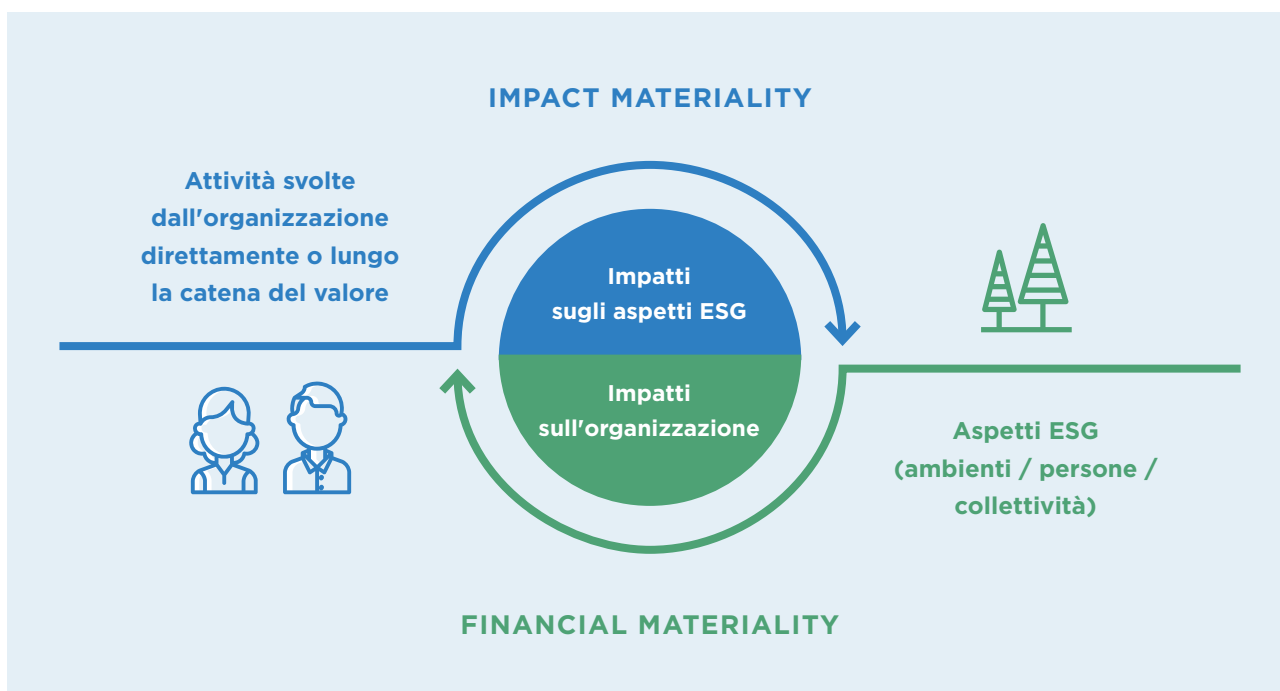 IMPACT MATERIALITY
Attività svolte
dall'organizzazione
direttamente o lungo
la catena del valore
Impatti
sugli aspetti ESG
Impatti
sull'organizzazione
Aspetti ESG
(ambienti / persone /
collettività)
FINANCIAL MATERIALITY